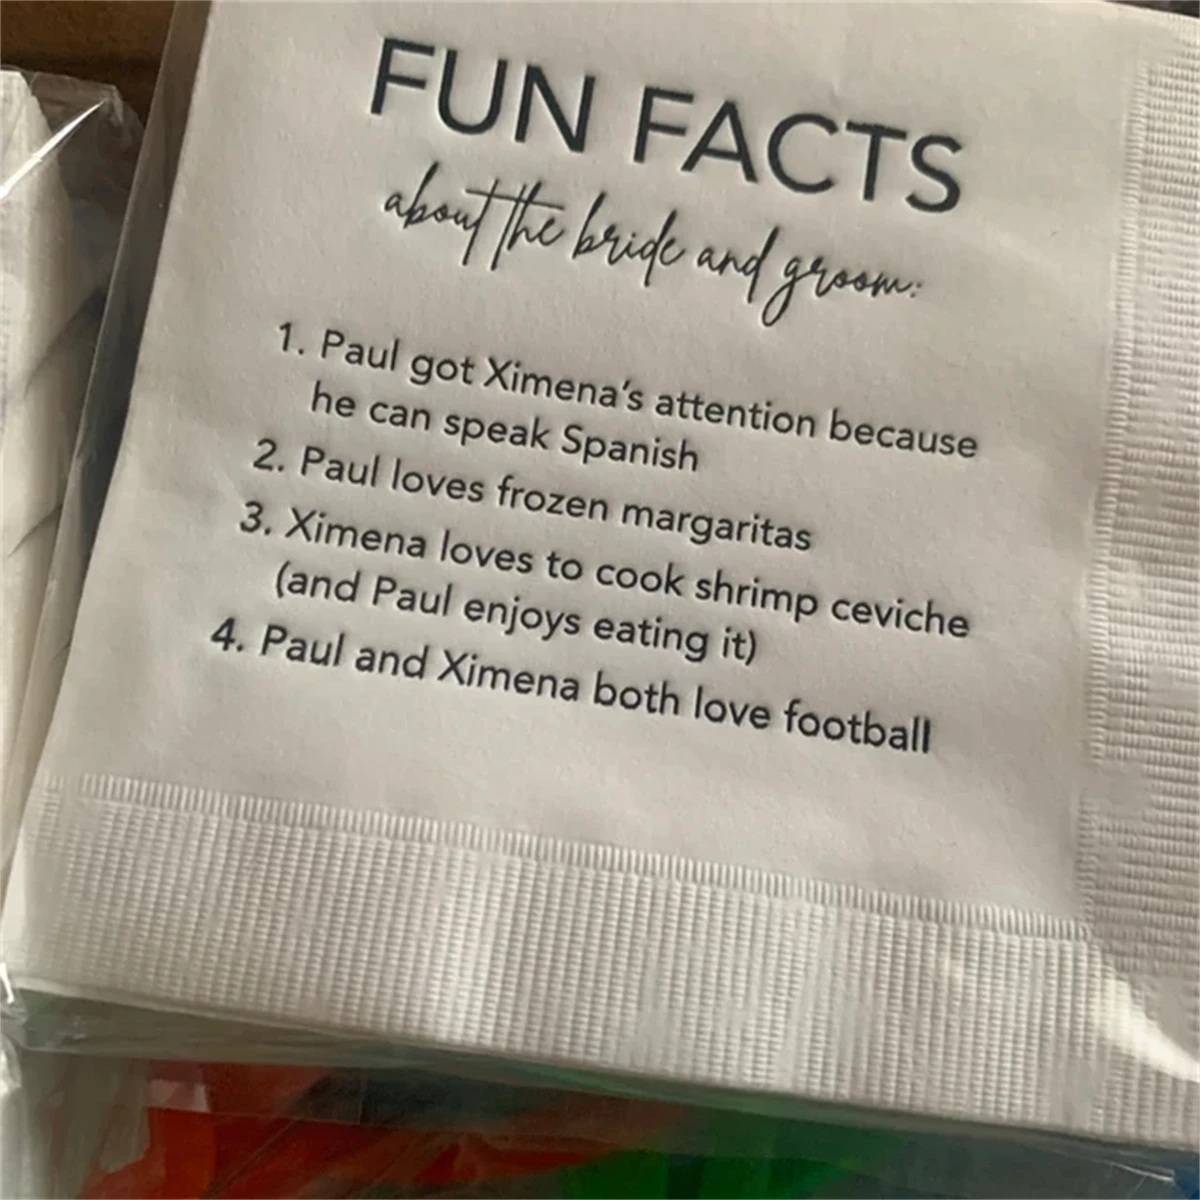 FUN FACTS
about the bride and groom:
1. Paul got Ximena's attention because
he can speak Spanish
2. Paul loves frozen margaritas
3. Ximena loves to cook shrimp ceviche
(and Paul enjoys eating it)
4. Paul and Ximena both love football